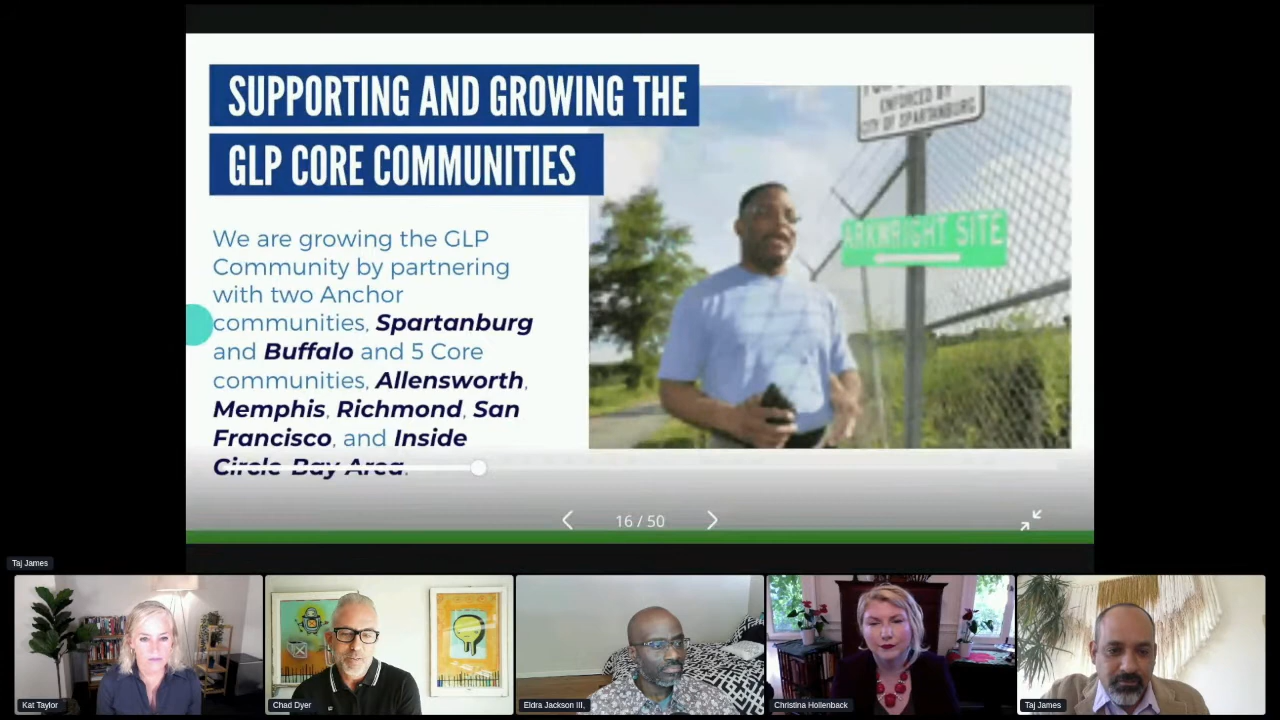 SUPPORTING AND GROWING THE
GLP CORE COMMUNITIES
We are growing the GLP
Community by partnering
with two Anchor
communities, Spartanburg
and Buffalo and 5 Core
communities, Allensworth,
Memphis, Richmond, San
Francisco, and Inside
Circle Bay Area.
ENFORCED BY
CITY OF SPARTANBURG
ARKWRIGHT SITE
16 / 50
Taj James
Kat Taylor
Chad Dyer
Eldra Jackson III,
Christina Hollenback
Taj James